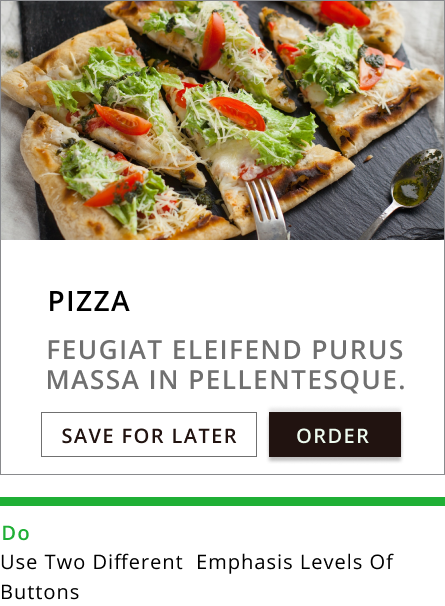 PIZZA
FEUGIAT ELEIFEND PURUS
MASSA IN PELLENTESQUE.
SAVE FOR LATER
ORDER
Do
Use Two Different Emphasis Levels Of
Buttons